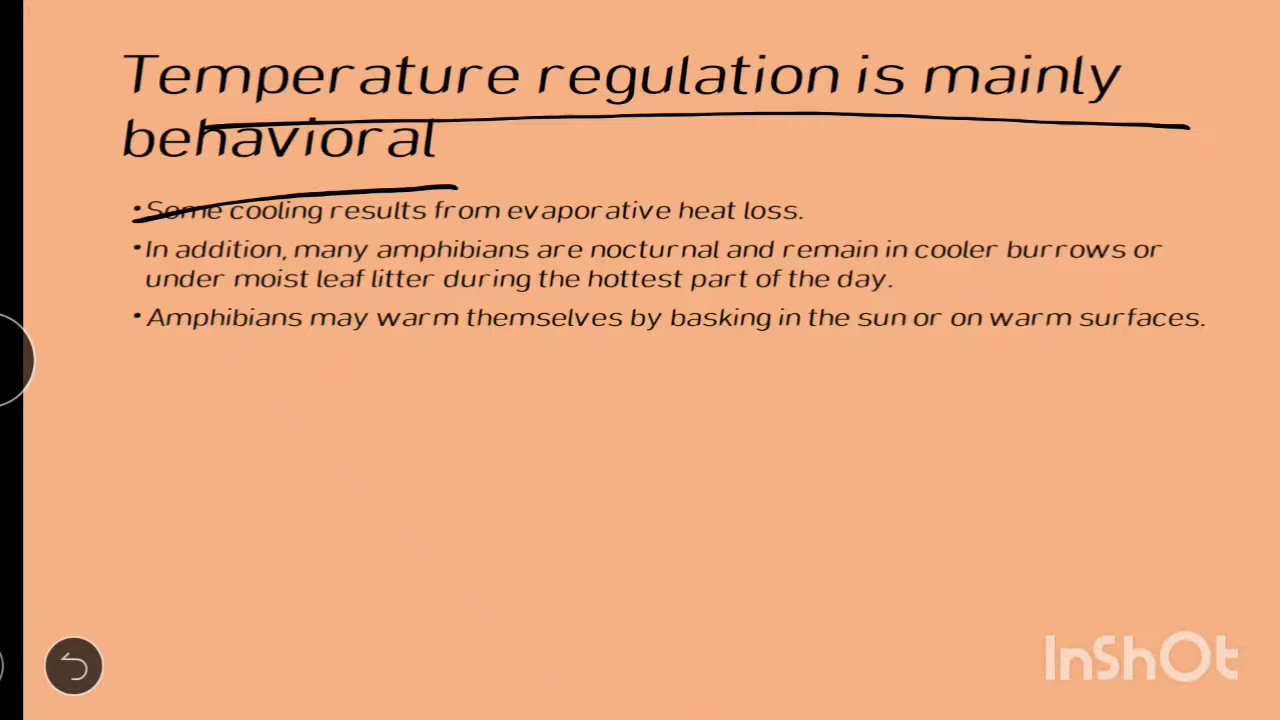 Temperature regulation is mainly
behavioral
•Some cooling results from evaporative heat loss.
•In addition, many amphibians are nocturnal and remain in cooler burrows or
under moist leaf litter during the hottest part of the day.
•Amphibians may warm themselves by basking in the sun or on warm surfaces.
InShOt